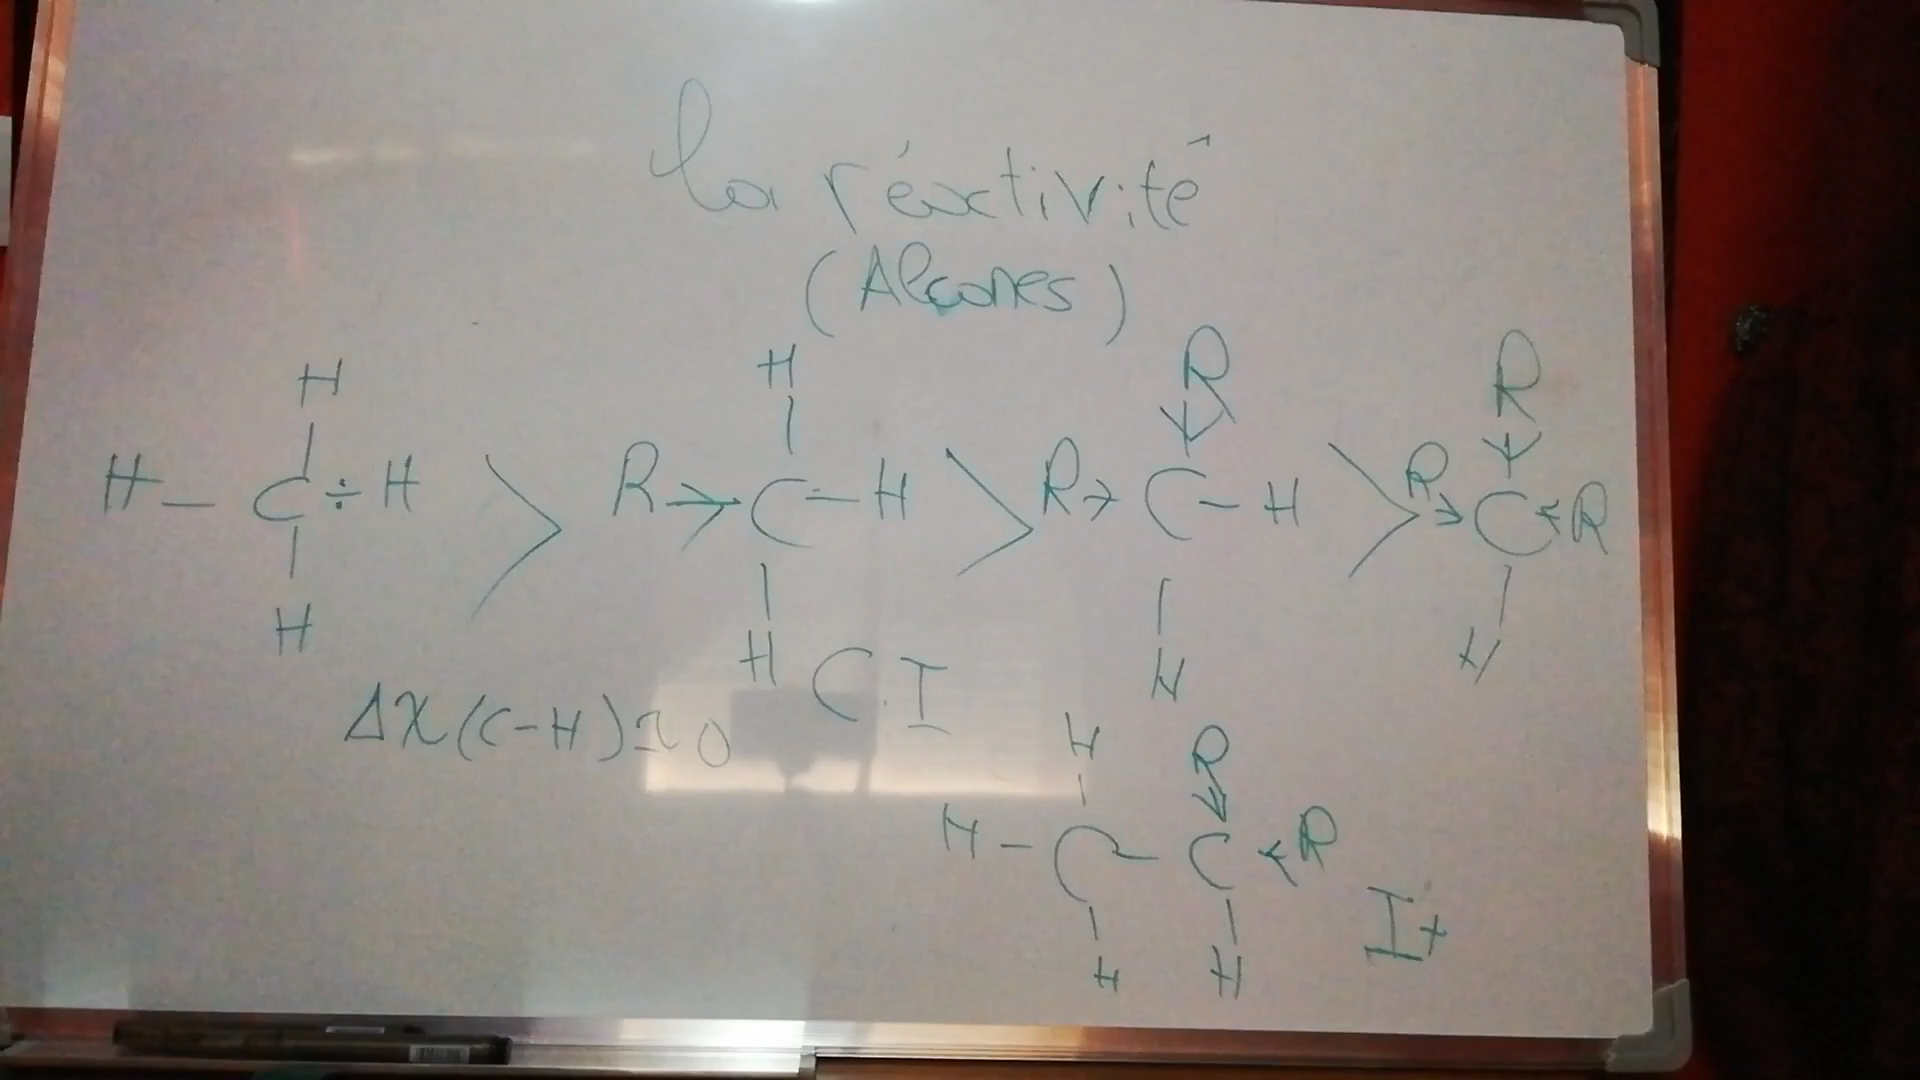 La réactivité
(Alcanes)
H
H - C ÷ H
H
>
H
R → C - H
H
>
R
R → C - H
H
>
R
R → C ← R
H
Δχ(C-H) ≃ 0
C.I
H R
H - C - C ← R
H H
I+